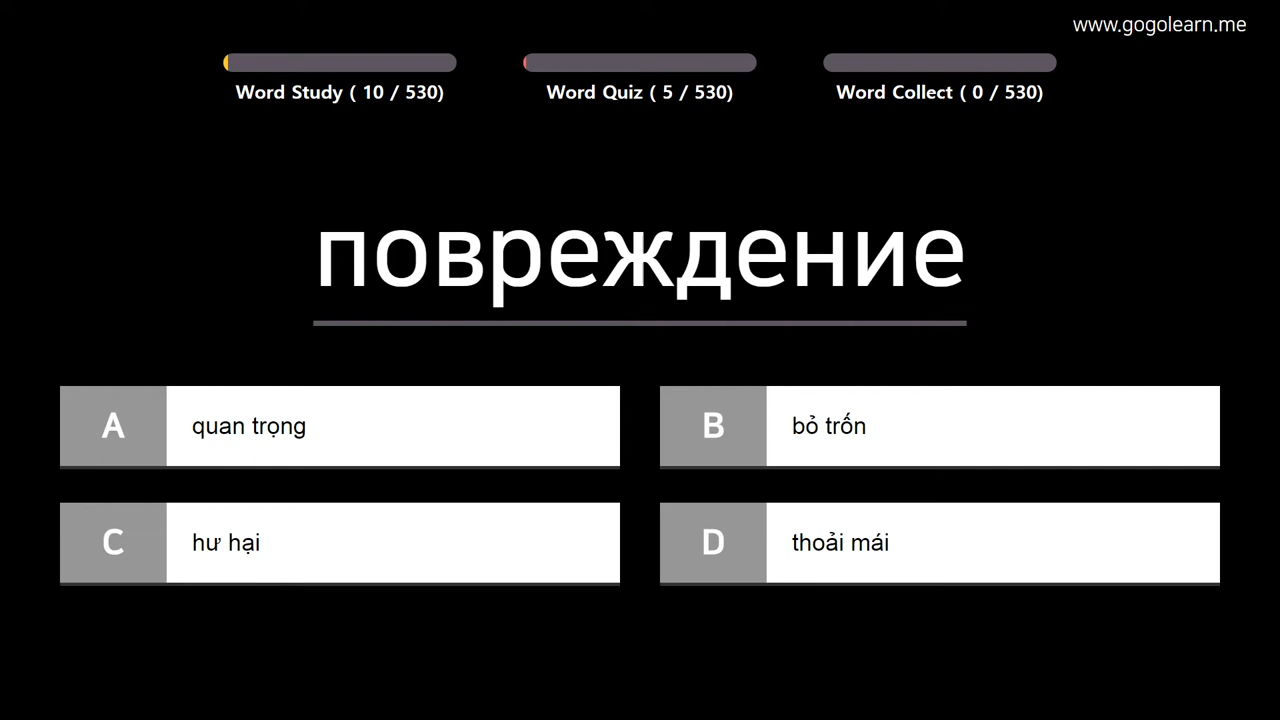 www.gogolearn.me
Word Study ( 10 / 530)
Word Quiz ( 5 / 530)
Word Collect ( 0 / 530)
повреждение
A quan trọng
B bỏ trốn
C hư hại
D thoải mái